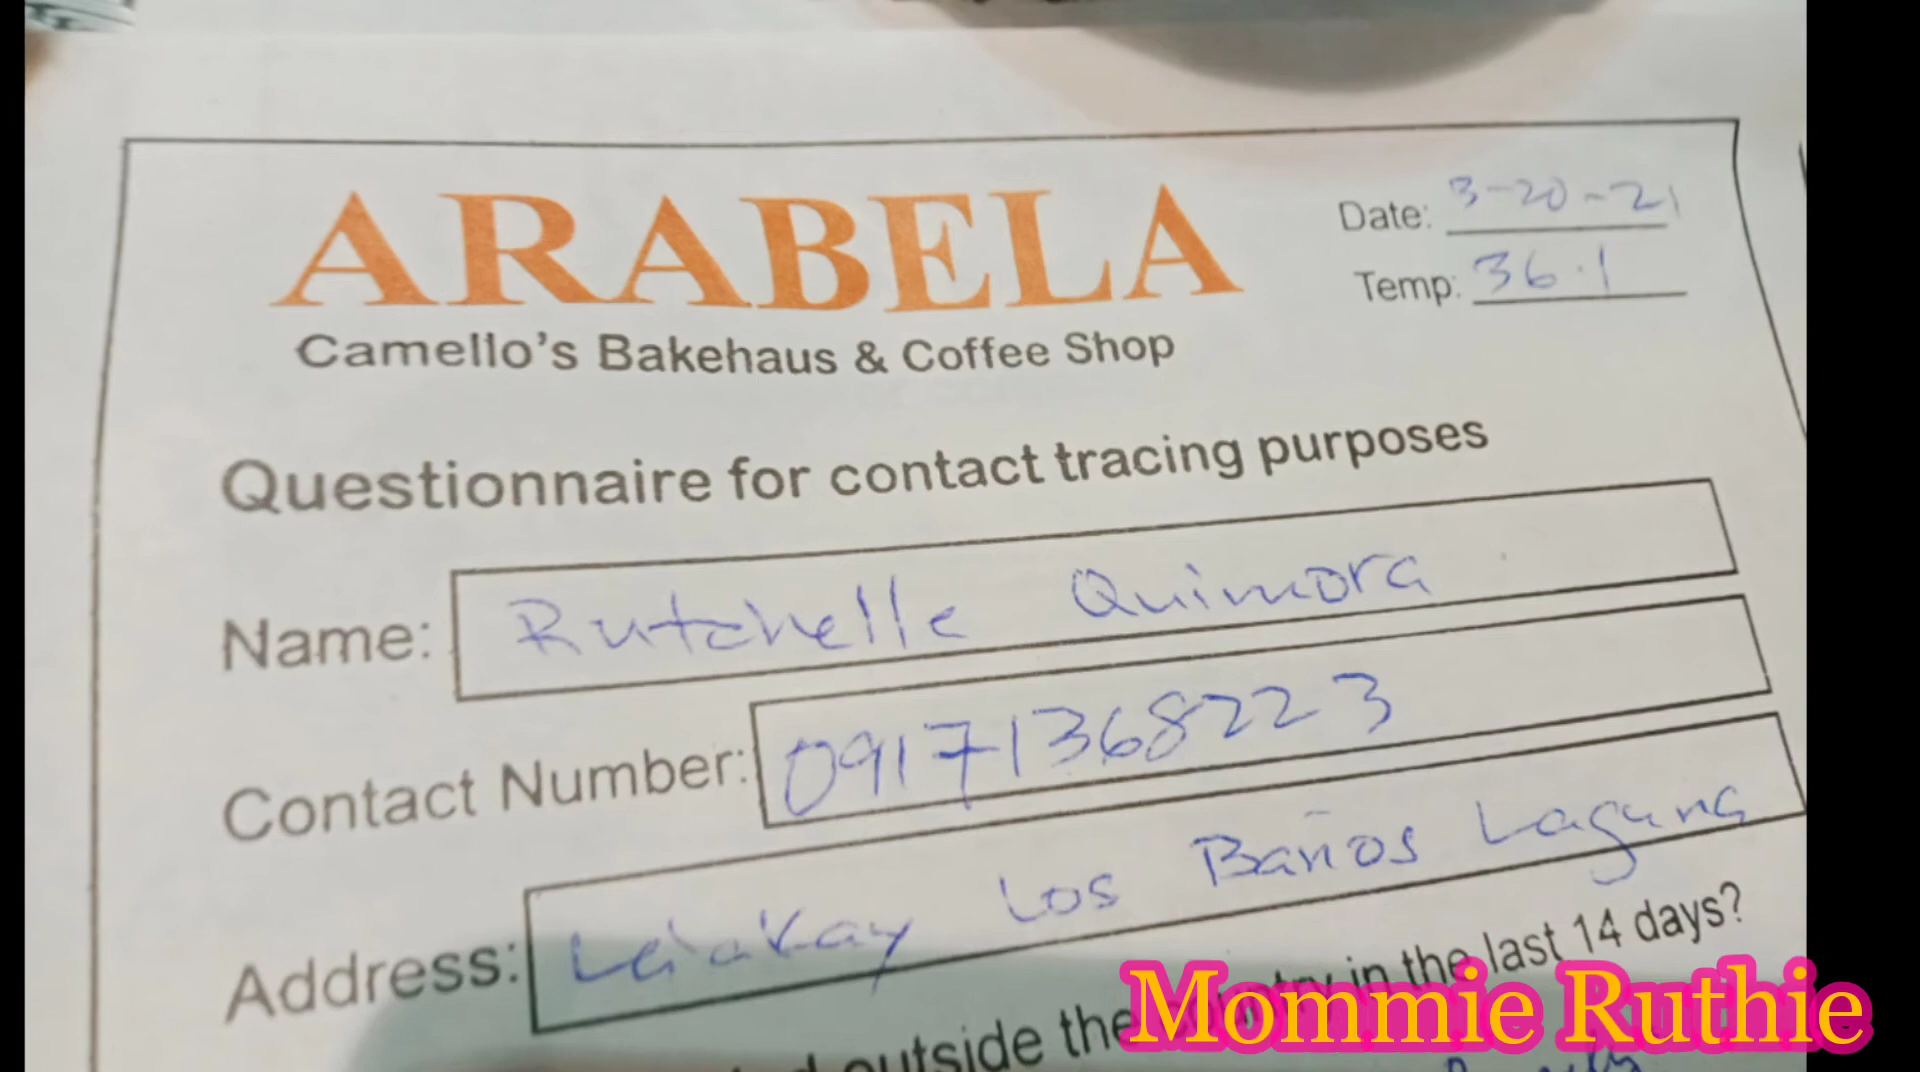 ARABELA
Camello's Bakehaus & Coffee Shop
Date: 3-20-21
Temp: 36.1
Questionnaire for contact tracing purposes
Name: Rutchelle Quimora
Contact Number: 09171368223
Address: Lalakay Los Baños Laguna
outside the country in the last 14 days?
Mommie Ruthie